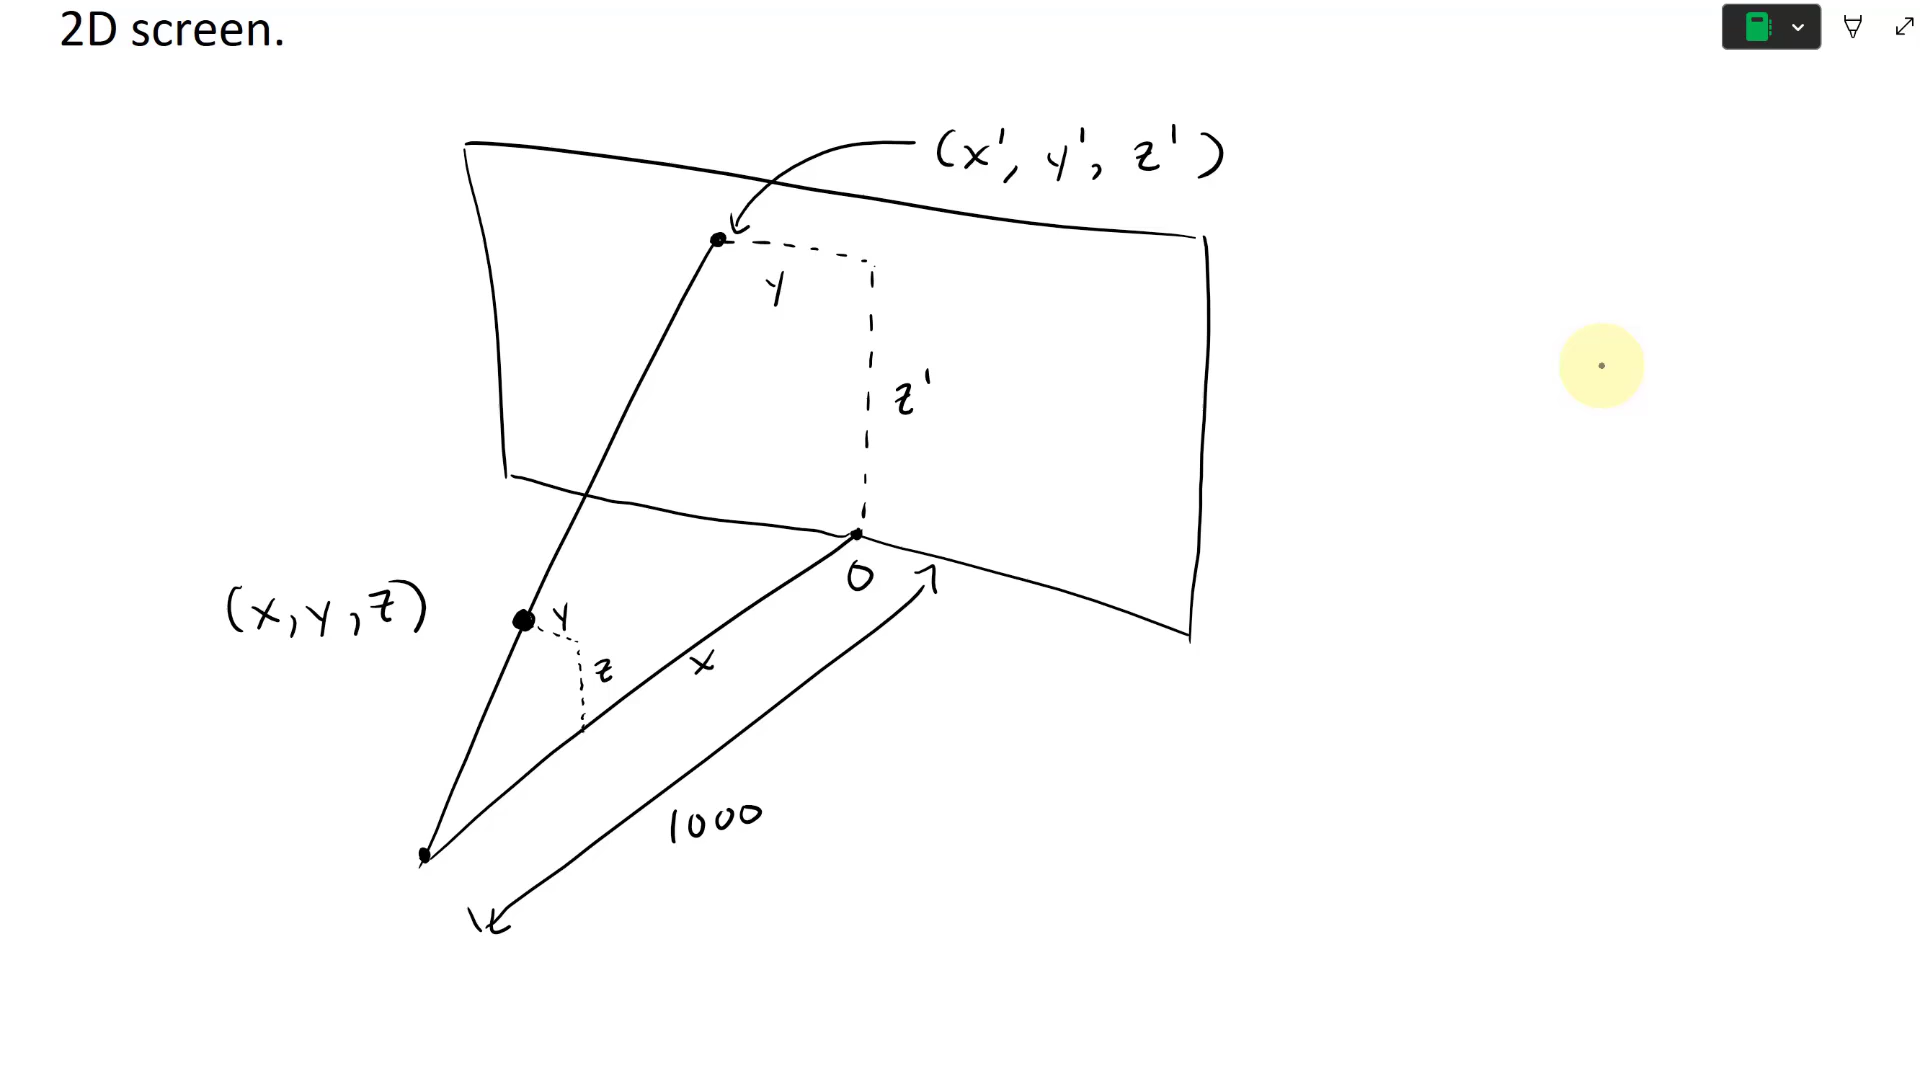 2D screen.
(x', y', z')
y
z'
0
(x, y, z)
y
z
x
1000